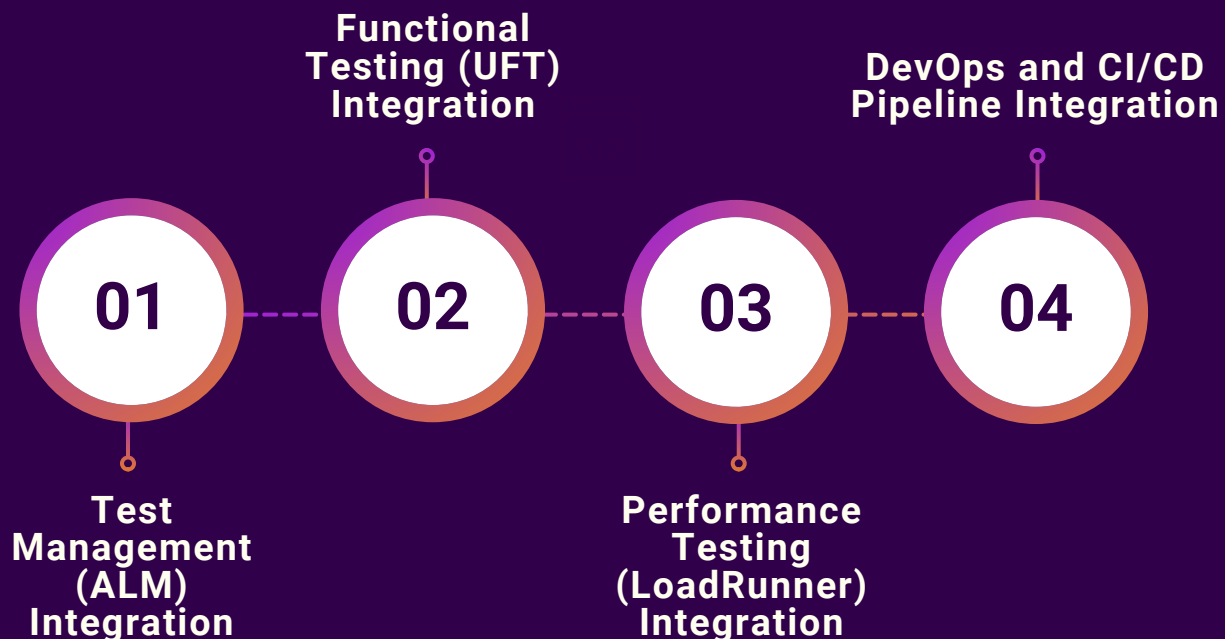 Functional
Testing (UFT)
Integration
DevOps and CI/CD
Pipeline Integration
01
02
03
04
Test
Management
(ALM)
Integration
Performance
Testing
(LoadRunner)
Integration